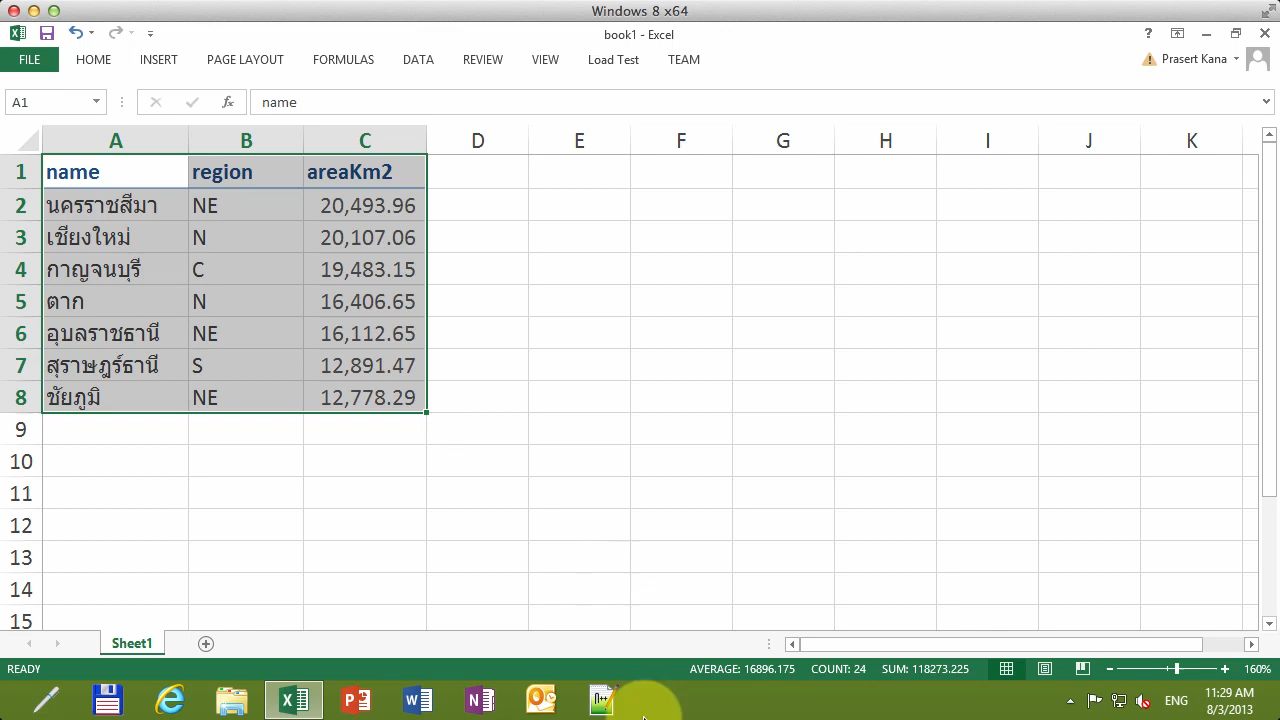 Windows 8 x64
book1 - Excel
?
FILE HOME INSERT PAGE LAYOUT FORMULAS DATA REVIEW VIEW Load Test TEAM Prasert Kana
A1 fx name
A B C D E F G H I J K
1 name region areaKm2
2 นครราชสีมา NE 20,493.96
3 เชียงใหม่ N 20,107.06
4 กาญจนบุรี C 19,483.15
5 ตาก N 16,406.65
6 อุบลราชธานี NE 16,112.65
7 สุราษฎร์ธานี S 12,891.47
8 ชัยภูมิ NE 12,778.29
9
10
11
12
13
14
15
Sheet1
READY AVERAGE: 16896.175 COUNT: 24 SUM: 118273.225 160%
ENG 11:29 AM
8/3/2013